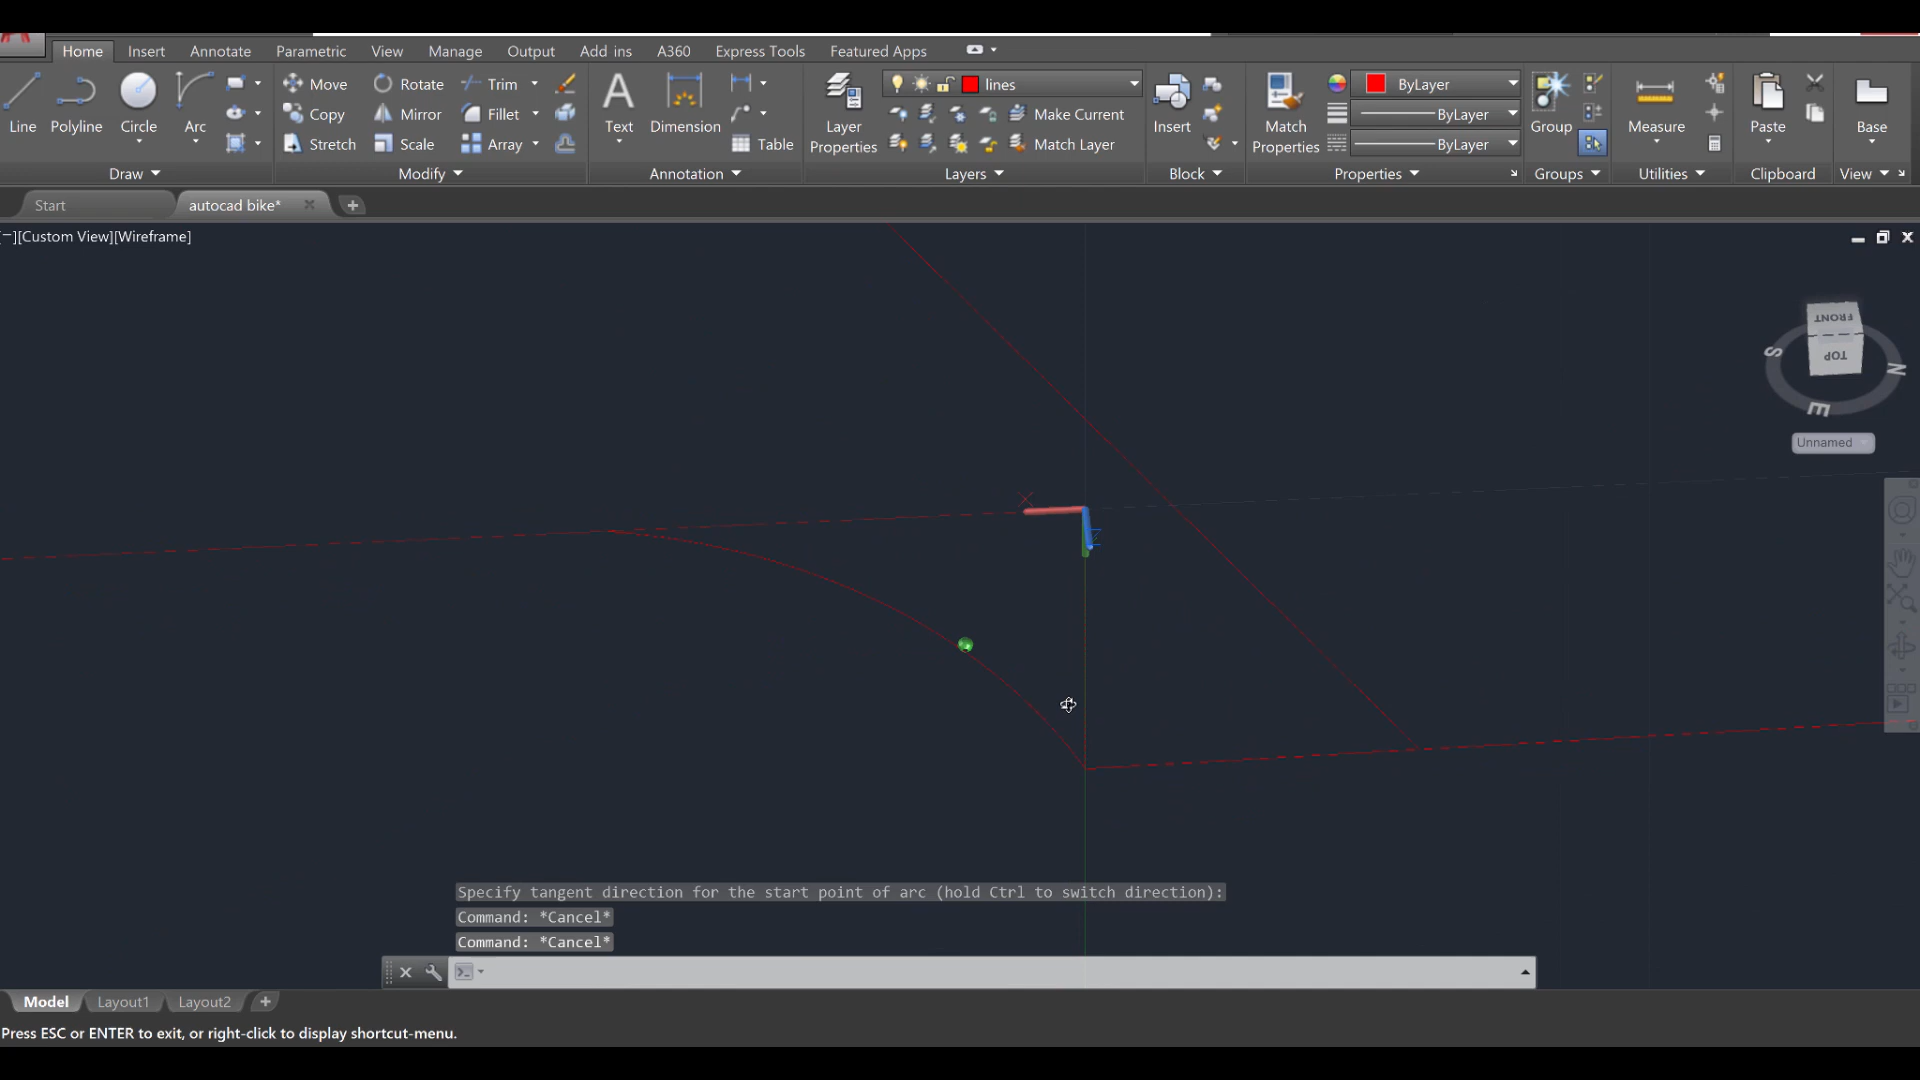 Home Insert Annotate Parametric View Manage Output Add ins A360 Express Tools Featured Apps
Move Rotate Trim lines ByLayer
Copy Mirror Fillet Make Current ByLayer
Line Polyline Circle Arc Text Dimension Layer Properties Insert Match Properties Group Measure Paste Base
Stretch Scale Array Table Match Layer ByLayer
Draw Modify Annotation Layers Block Properties Groups Utilities Clipboard View
Start autocad bike*
[−][Custom View][Wireframe]
FRONT
TOP
S N
E
Unnamed
Specify tangent direction for the start point of arc (hold Ctrl to switch direction):
Command: *Cancel*
Command: *Cancel*
Model Layout1 Layout2
Press ESC or ENTER to exit, or right-click to display shortcut-menu.